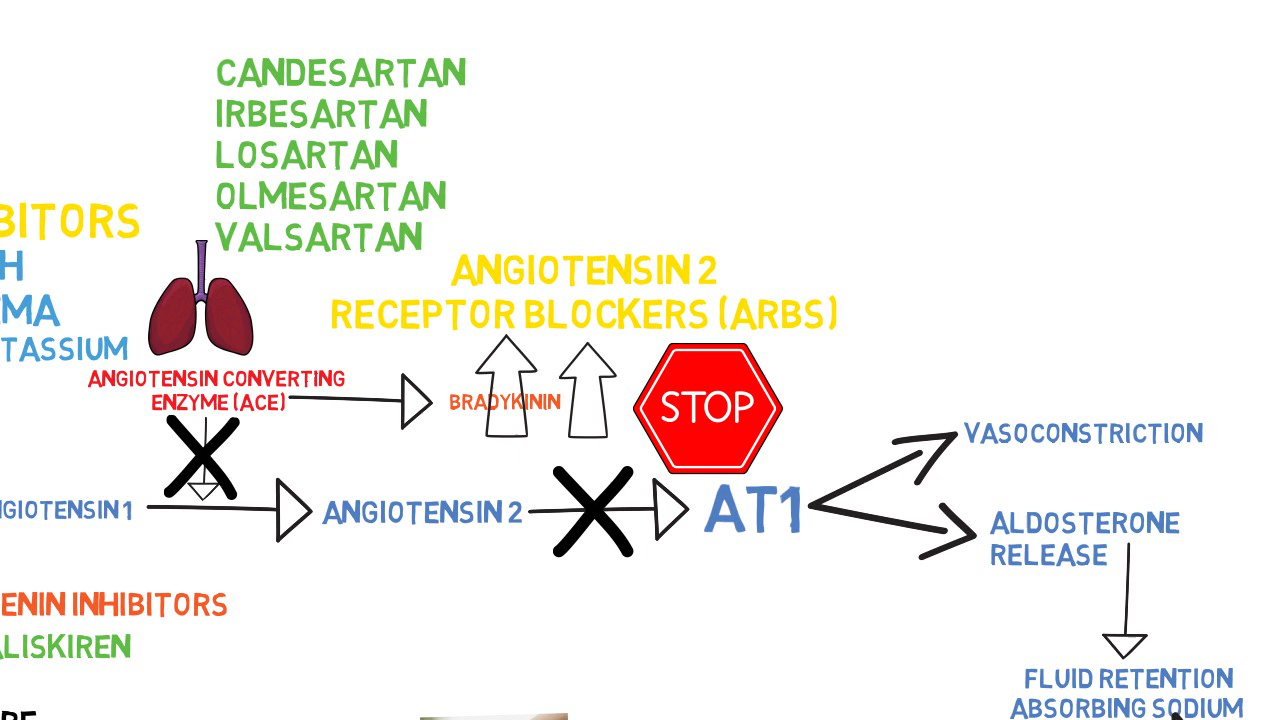 CANDESARTAN
IRBESARTAN
LOSARTAN
OLMESARTAN
VALSARTAN
BITORS
H
MA
TASSIUM
ANGIOTENSIN 2
RECEPTOR BLOCKERS (ARBS)
ANGIOTENSIN CONVERTING
ENZYME (ACE)
BRADYKININ
STOP
VASOCONSTRICTION
NGIOTENSIN 1
ANGIOTENSIN 2
AT1
ALDOSTERONE
RELEASE
ENIN INHIBITORS
ALISKIREN
FLUID RETENTION
ABSORBING SODIUM